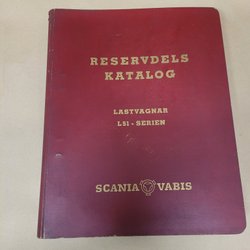 RESERVDELS
KATALOG
LASTVAGNAR
L51 - SERIEN
SCANIA VABIS